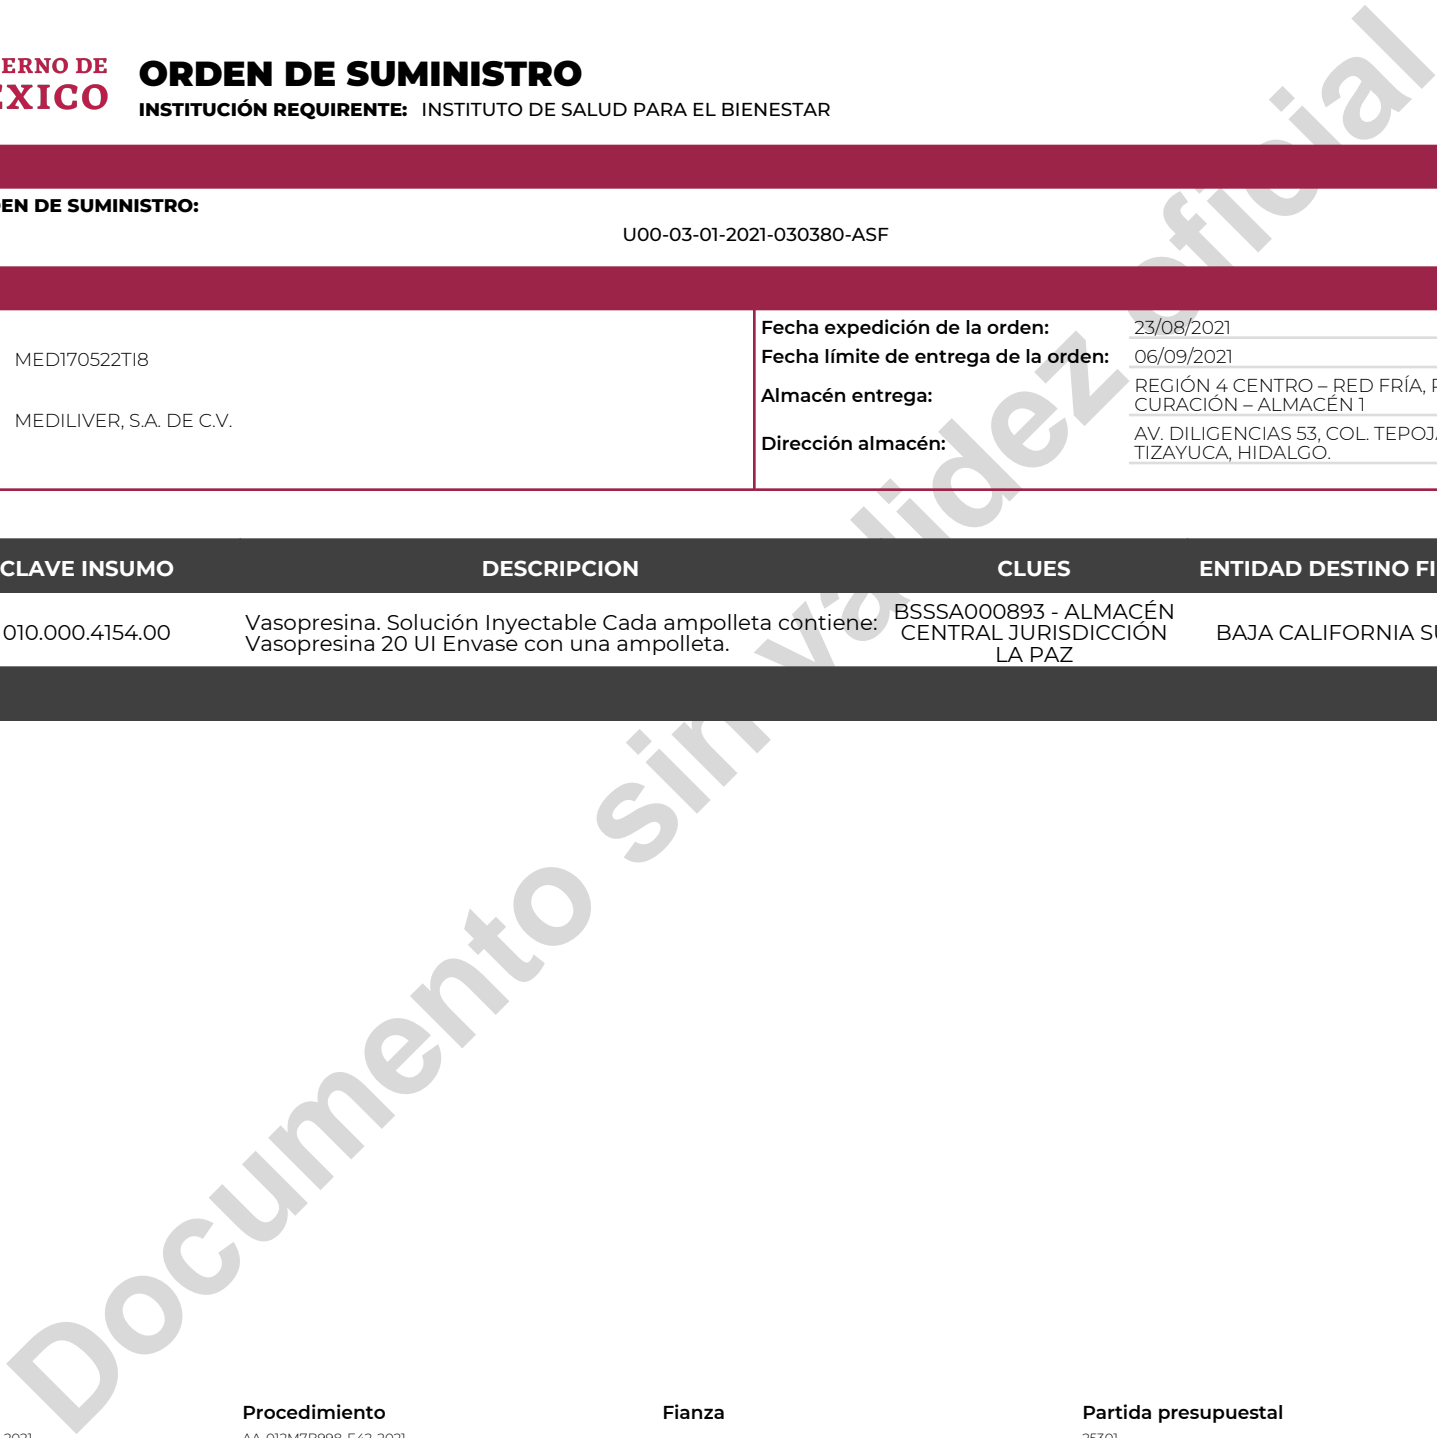 ERNO DE
ORDEN DE SUMINISTRO
INSTITUCIÓN REQUIRENTE: INSTITUTO DE SALUD PARA EL BIENESTAR
EN DE SUMINISTRO:
U00-03-01-2021-030380-ASF
MED170522TI8
MEDILIVER, S.A. DE C.V.
Fecha expedición de la orden: 23/08/2021
Fecha límite de entrega de la orden: 06/09/2021
Almacén entrega:
REGIÓN 4 CENTRO – RED FRÍA,
CURACIÓN – ALMACÉN 1
Dirección almacén:
AV. DILIGENCIAS 53, COL.
TIZAYUCA, HIDALGO.
CLAVE INSUMO DESCRIPCION CLUES ENTIDAD DESTINO
010.000.4154.00
Vasopresina. Solución Inyectable Cada ampolleta contiene:
Vasopresina 20 UI Envase con una ampolleta.
BSSSA000893 - ALMACÉN
CENTRAL JURISDICCIÓN
LA PAZ
BAJA CALIFORNIA
Documento sin validez oficial
Procedimiento Fianza Partida presupuestal